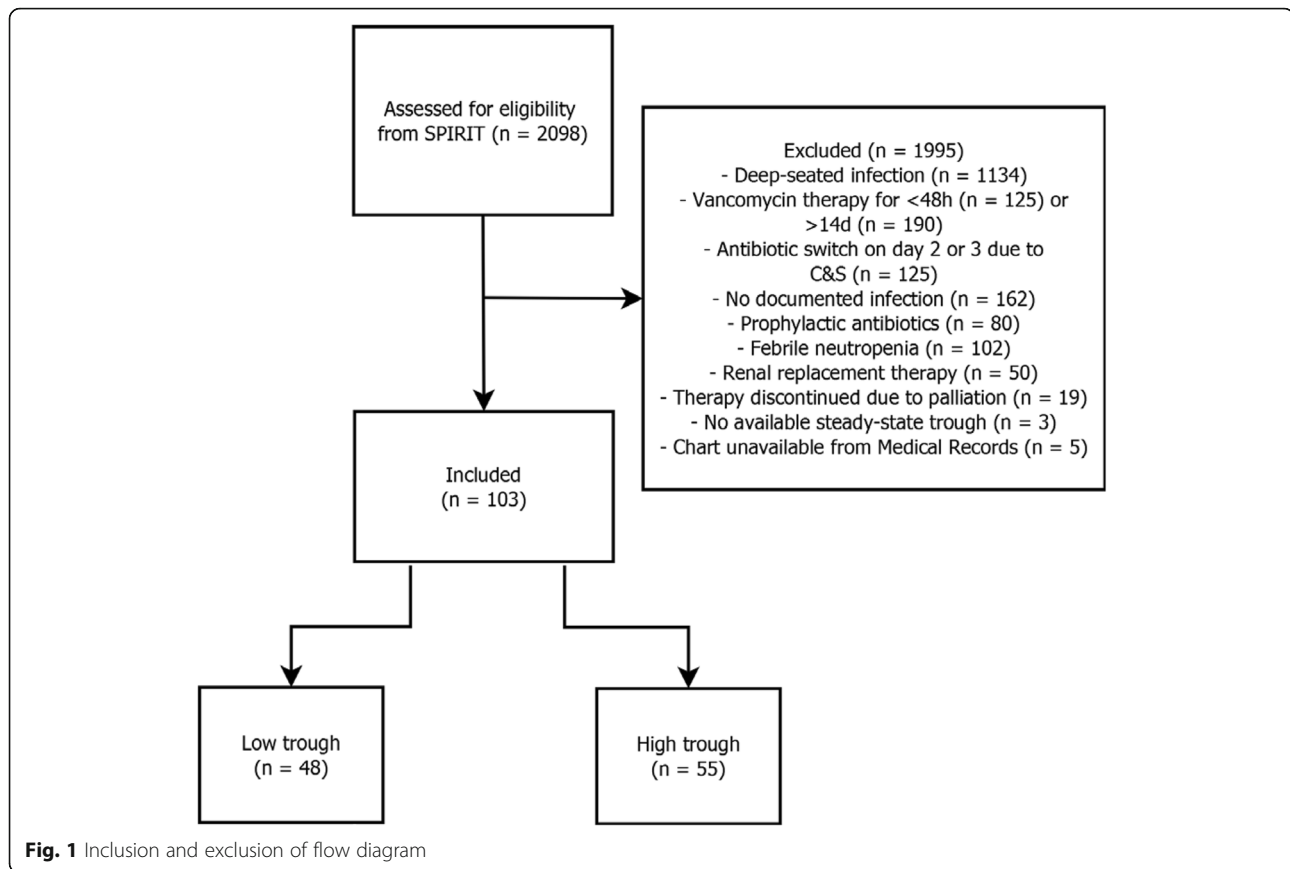 Assessed for eligibility
from SPIRIT (n = 2098)
Excluded (n = 1995)
- Deep-seated infection (n = 1134)
- Vancomycin therapy for <48h (n = 125) or
>14d (n = 190)
- Antibiotic switch on day 2 or 3 due to
C&S (n = 125)
- No documented infection (n = 162)
- Prophylactic antibiotics (n = 80)
- Febrile neutropenia (n = 102)
- Renal replacement therapy (n = 50)
- Therapy discontinued due to palliation (n = 19)
- No available steady-state trough (n = 3)
- Chart unavailable from Medical Records (n = 5)
Included
(n = 103)
Low trough
(n = 48)
High trough
(n = 55)
Fig. 1 Inclusion and exclusion of flow diagram